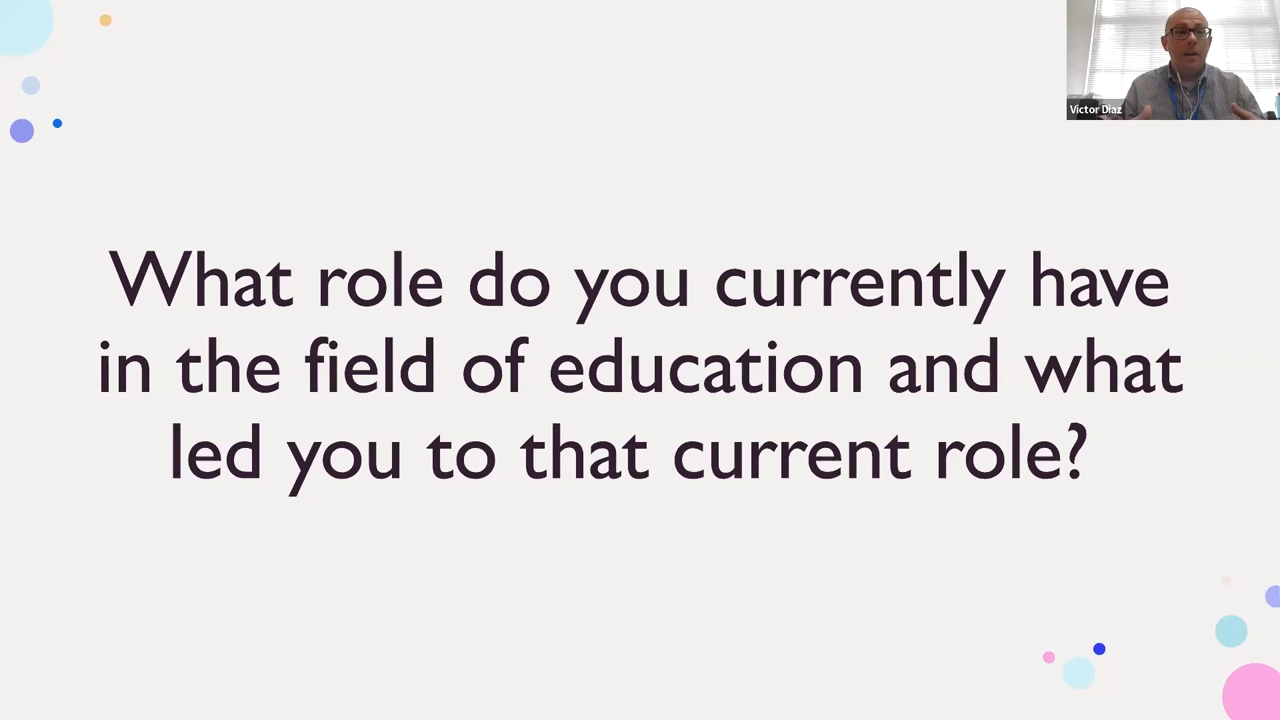 Victor Diaz
What role do you currently have
in the field of education and what
led you to that current role?